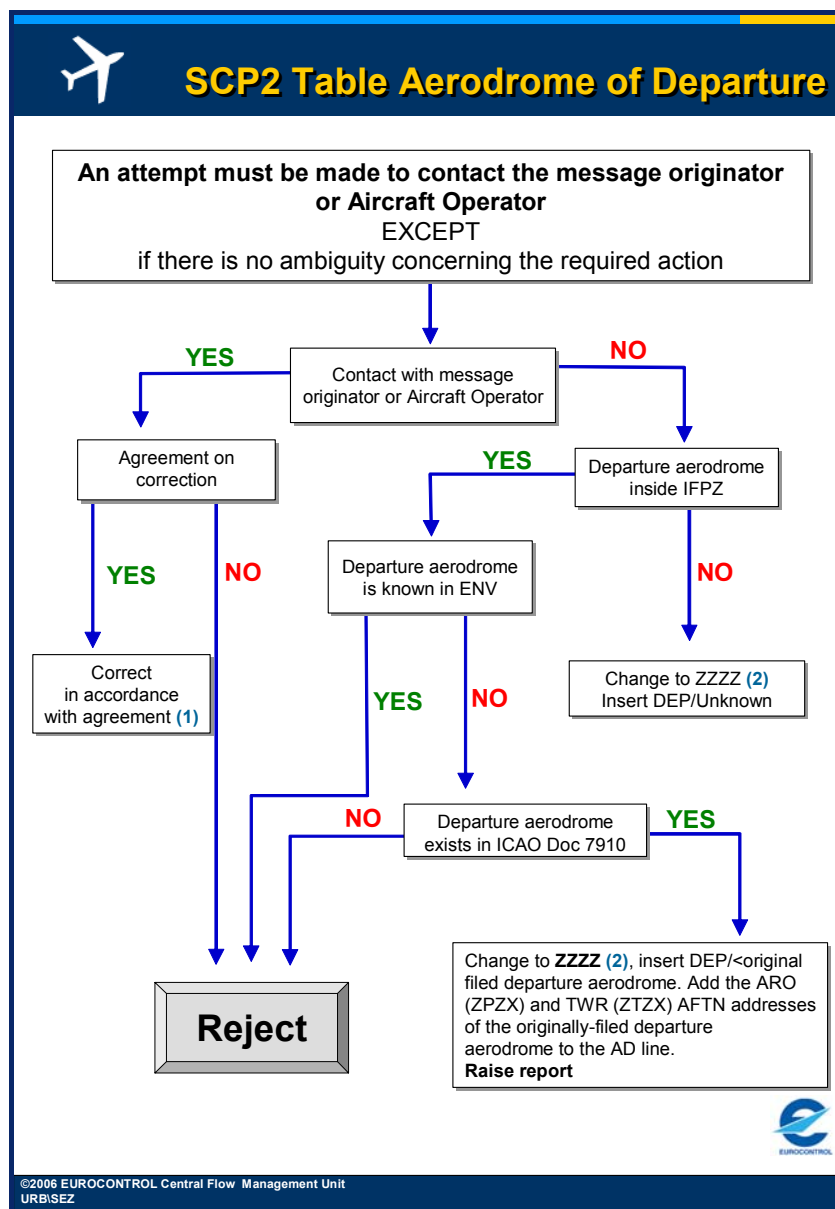 SCP2 Table Aerodrome of Departure
An attempt must be made to contact the message originator
or Aircraft Operator
EXCEPT
if there is no ambiguity concerning the required action
YES
NO
Contact with message
originator or Aircraft Operator
Agreement on
correction
YES
Departure aerodrome
inside IFPZ
YES
NO
Departure aerodrome
is known in ENV
NO
Correct
in accordance
with agreement (1)
YES
NO
Change to ZZZZ (2)
Insert DEP/Unknown
NO
Departure aerodrome
exists in ICAO Doc 7910
YES
Change to ZZZZ (2), insert DEP/<original
filed departure aerodrome. Add the ARO
(ZPZX) and TWR (ZTZX) AFTN addresses
of the originally-filed departure
aerodrome to the AD line.
Raise report
Reject
EUROCONTROL
©2006 EUROCONTROL Central Flow Management Unit
URB\SEZ